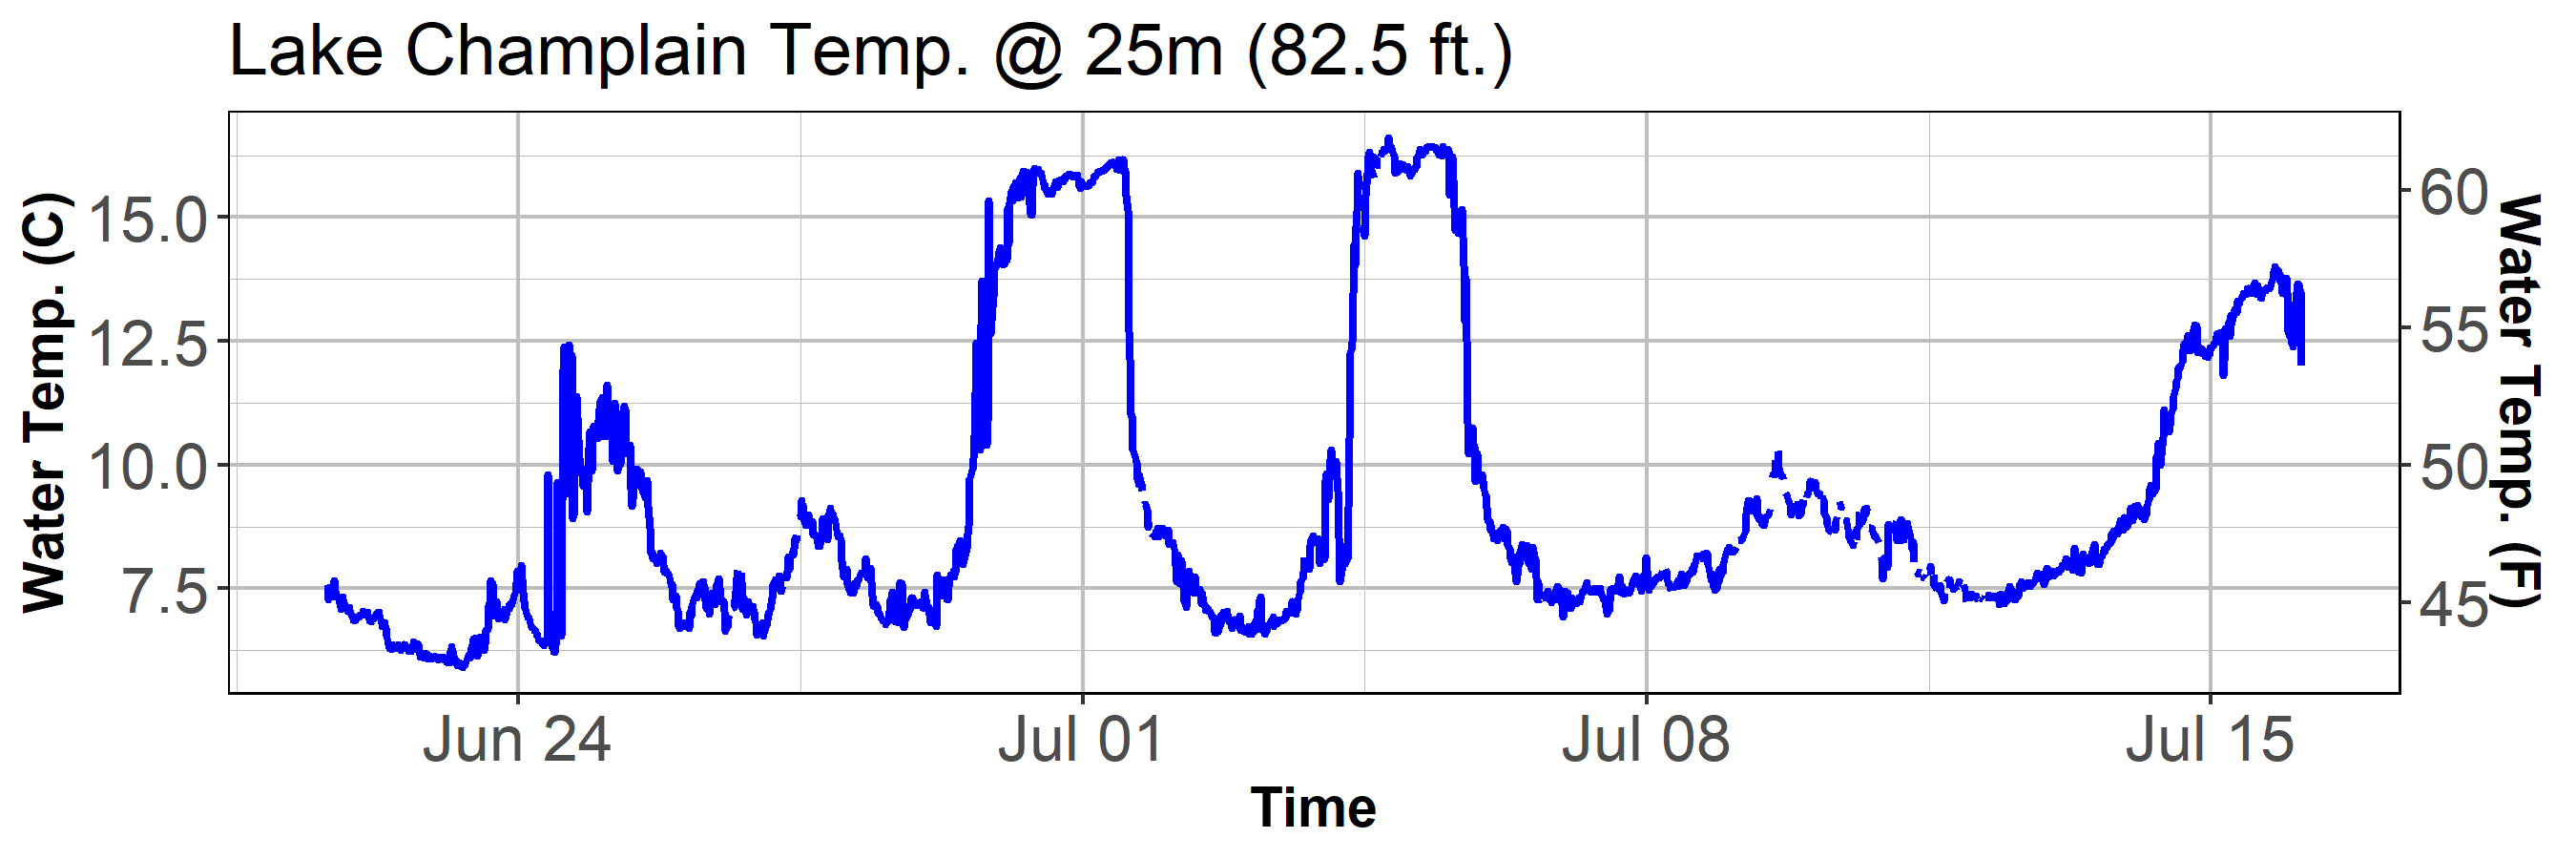 Lake Champlain Temp. @ 25m (82.5 ft.)
Water Temp. (C)
15.0
12.5
10.0
7.5
60
55
50
45
Water Temp. (F)
Jun 24
Jul 01
Jul 08
Jul 15
Time